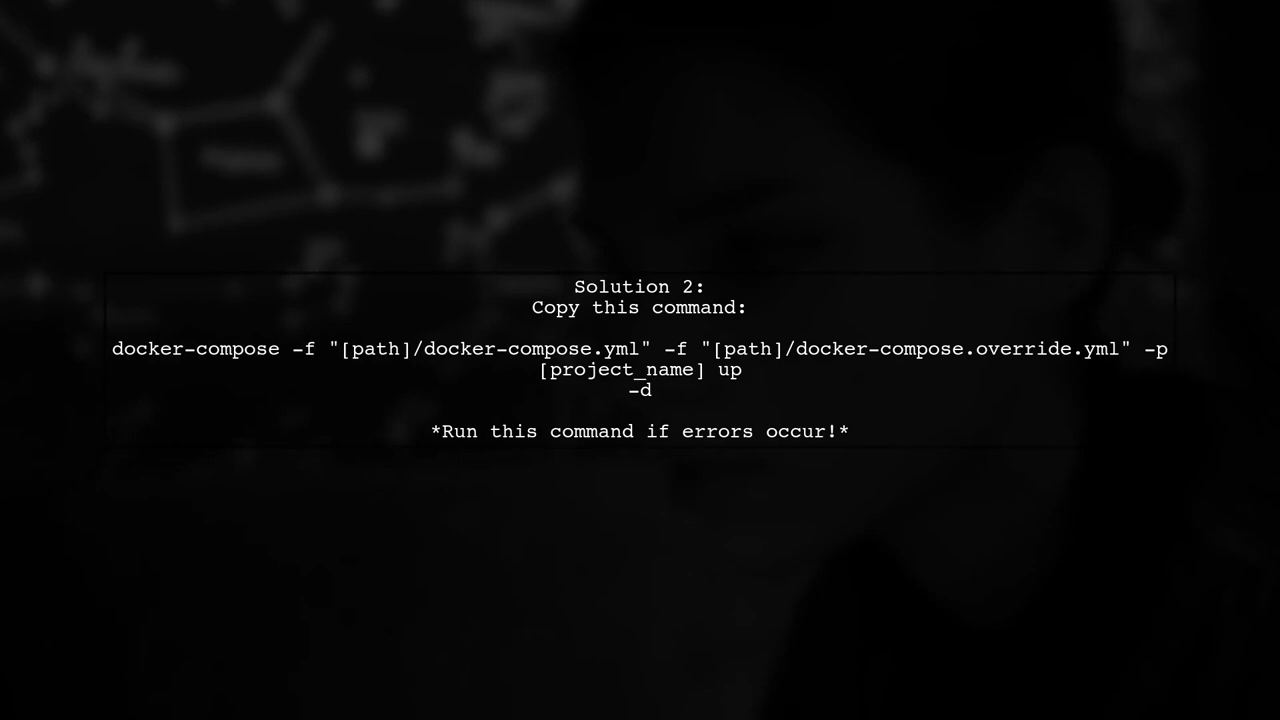 Solution 2:
Copy this command:
docker-compose -f "[path]/docker-compose.yml" -f "[path]/docker-compose.override.yml" -p
[project_name] up
-d
*Run this command if errors occur!*